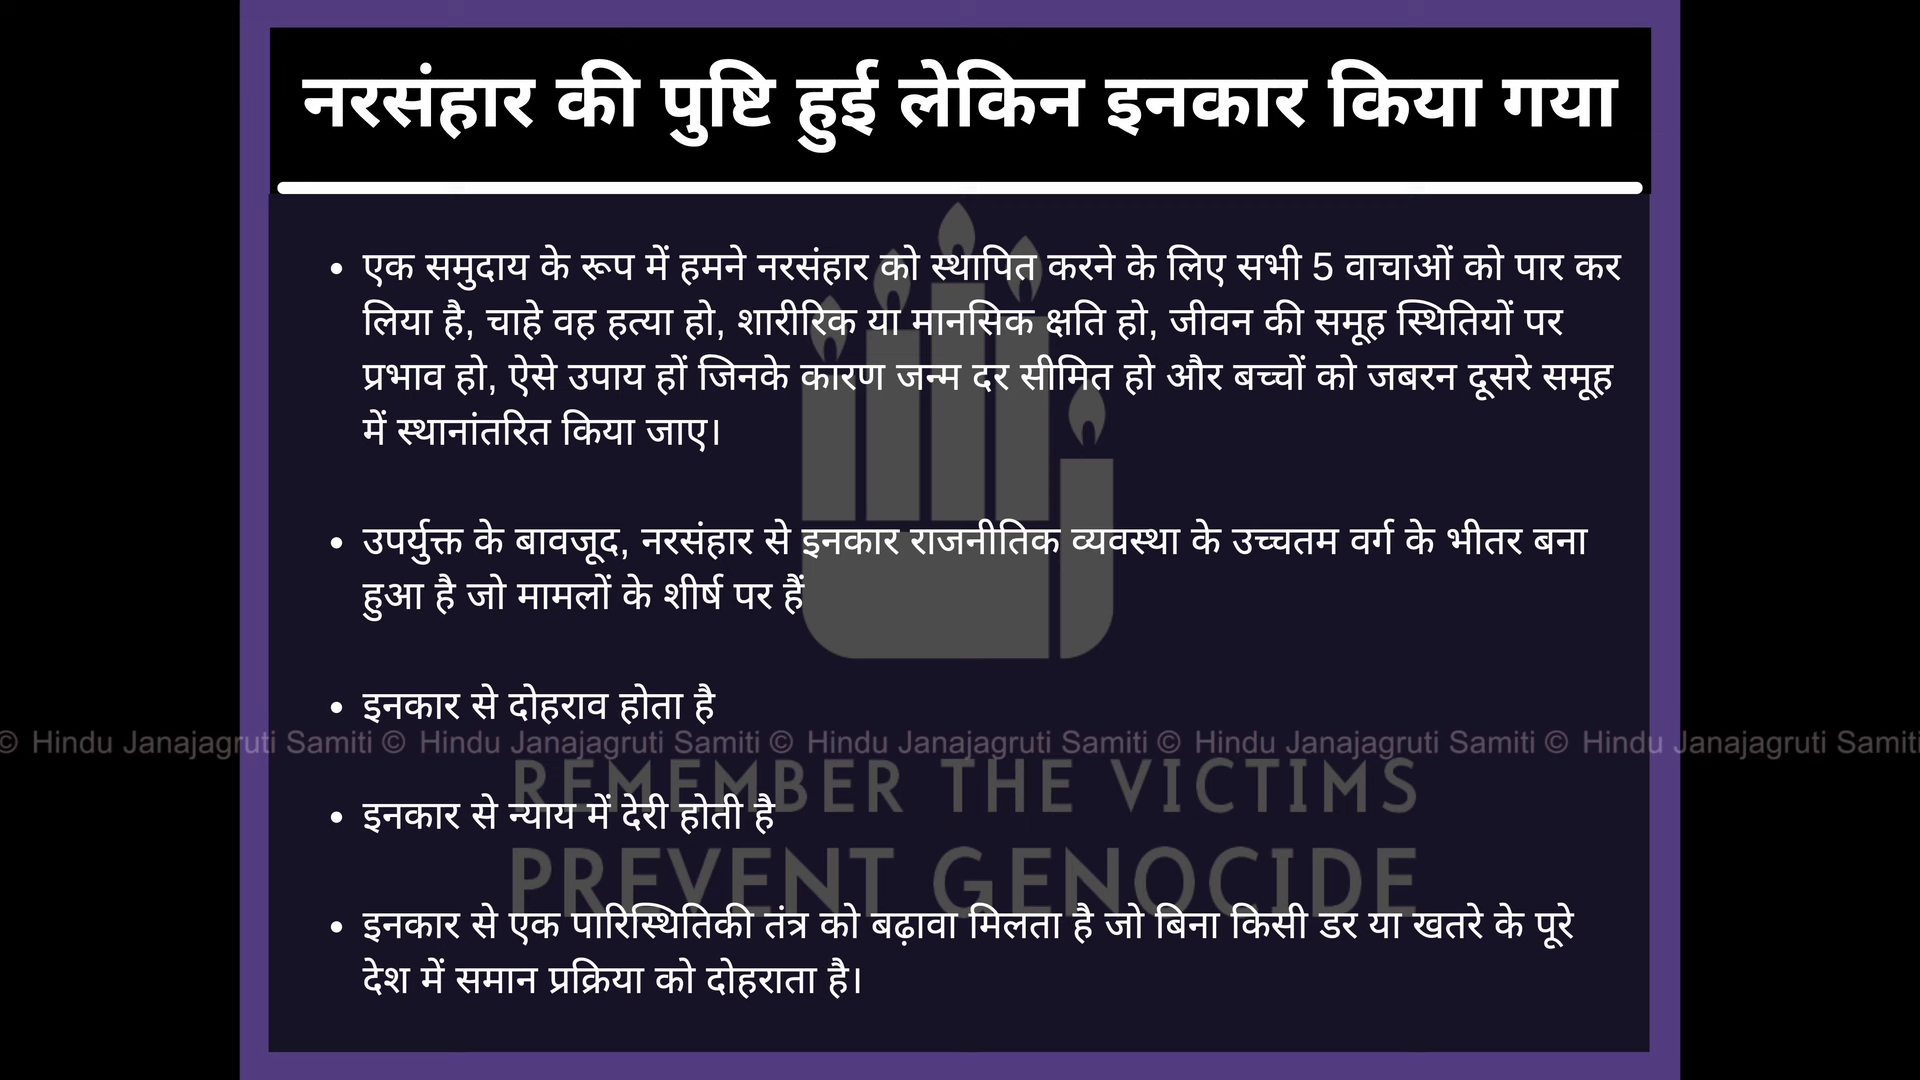 नरसंहार की पुष्टि हुई लेकिन इनकार किया गया
• एक समुदाय के रूप में हमने नरसंहार को स्थापित करने के लिए सभी 5 वाचाओं को पार कर
लिया है, चाहे वह हत्या हो, शारीरिक या मानसिक क्षति हो, जीवन की समूह स्थितियों पर
प्रभाव हो, ऐसे उपाय हों जिनके कारण जन्म दर सीमित हो और बच्चों को जबरन दूसरे समूह
में स्थानांतरित किया जाए।
• उपर्युक्त के बावजूद, नरसंहार से इनकार राजनीतिक व्यवस्था के उच्चतम वर्ग के भीतर बना
हुआ है जो मामलों के शीर्ष पर हैं
• इनकार से दोहराव होता है
© Hindu Janajagruti Samiti © Hindu Janajagruti Samiti © Hindu Janajagruti Samiti © Hindu Janajagruti Samiti © Hindu Janajagruti Samiti
REMEMBER THE VICTIMS
• इनकार से न्याय में देरी होती है
PREVENT GENOCIDE
• इनकार से एक पारिस्थितिकी तंत्र को बढ़ावा मिलता है जो बिना किसी डर या खतरे के पूरे
देश में समान प्रक्रिया को दोहराता है।